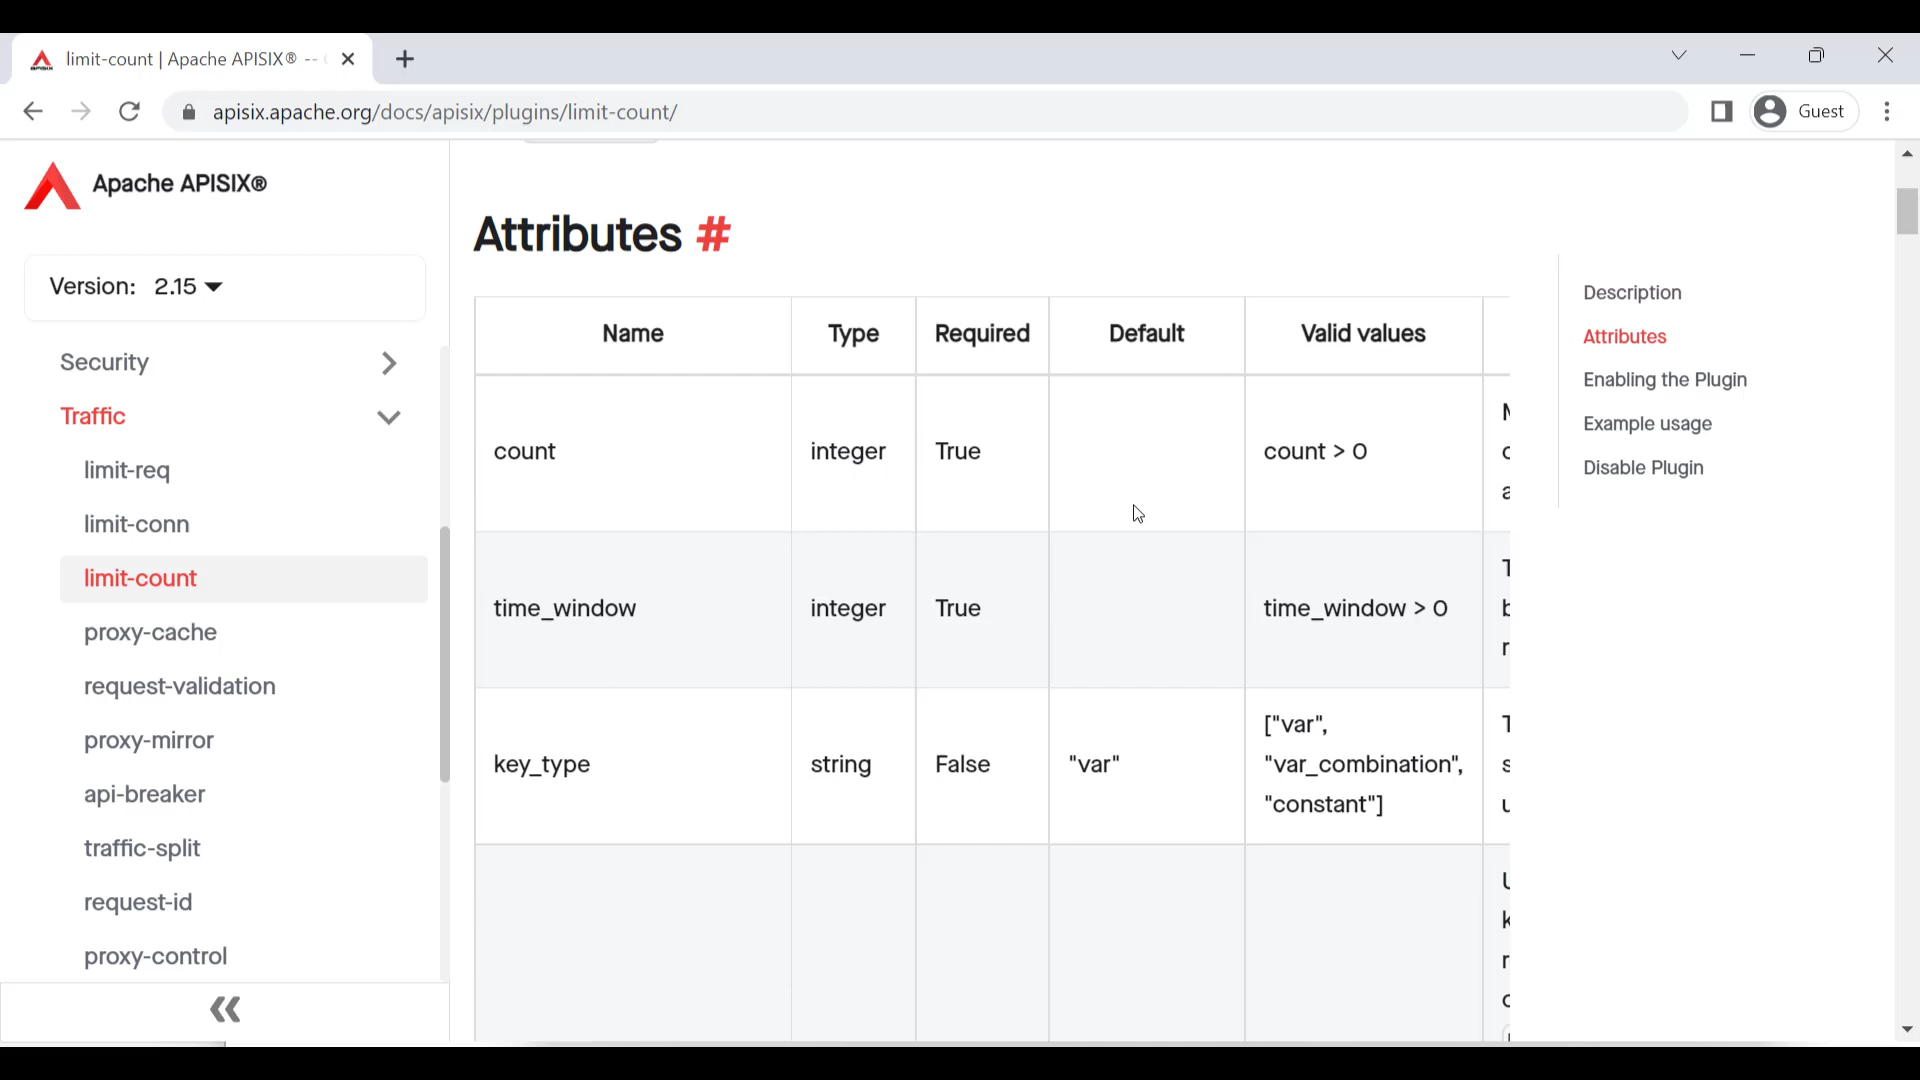 limit-count | Apache APISIX® --
apisix.apache.org/docs/apisix/plugins/limit-count/
Guest
Apache APISIX®
Version: 2.15
Security
Traffic
limit-req
limit-conn
limit-count
proxy-cache
request-validation
proxy-mirror
api-breaker
traffic-split
request-id
proxy-control
Attributes #
Name Type Required Default Valid values
count integer True count > 0
time_window integer True time_window > 0
key_type string False "var" ["var",
"var_combination",
"constant"]
Description
Attributes
Enabling the Plugin
Example usage
Disable Plugin